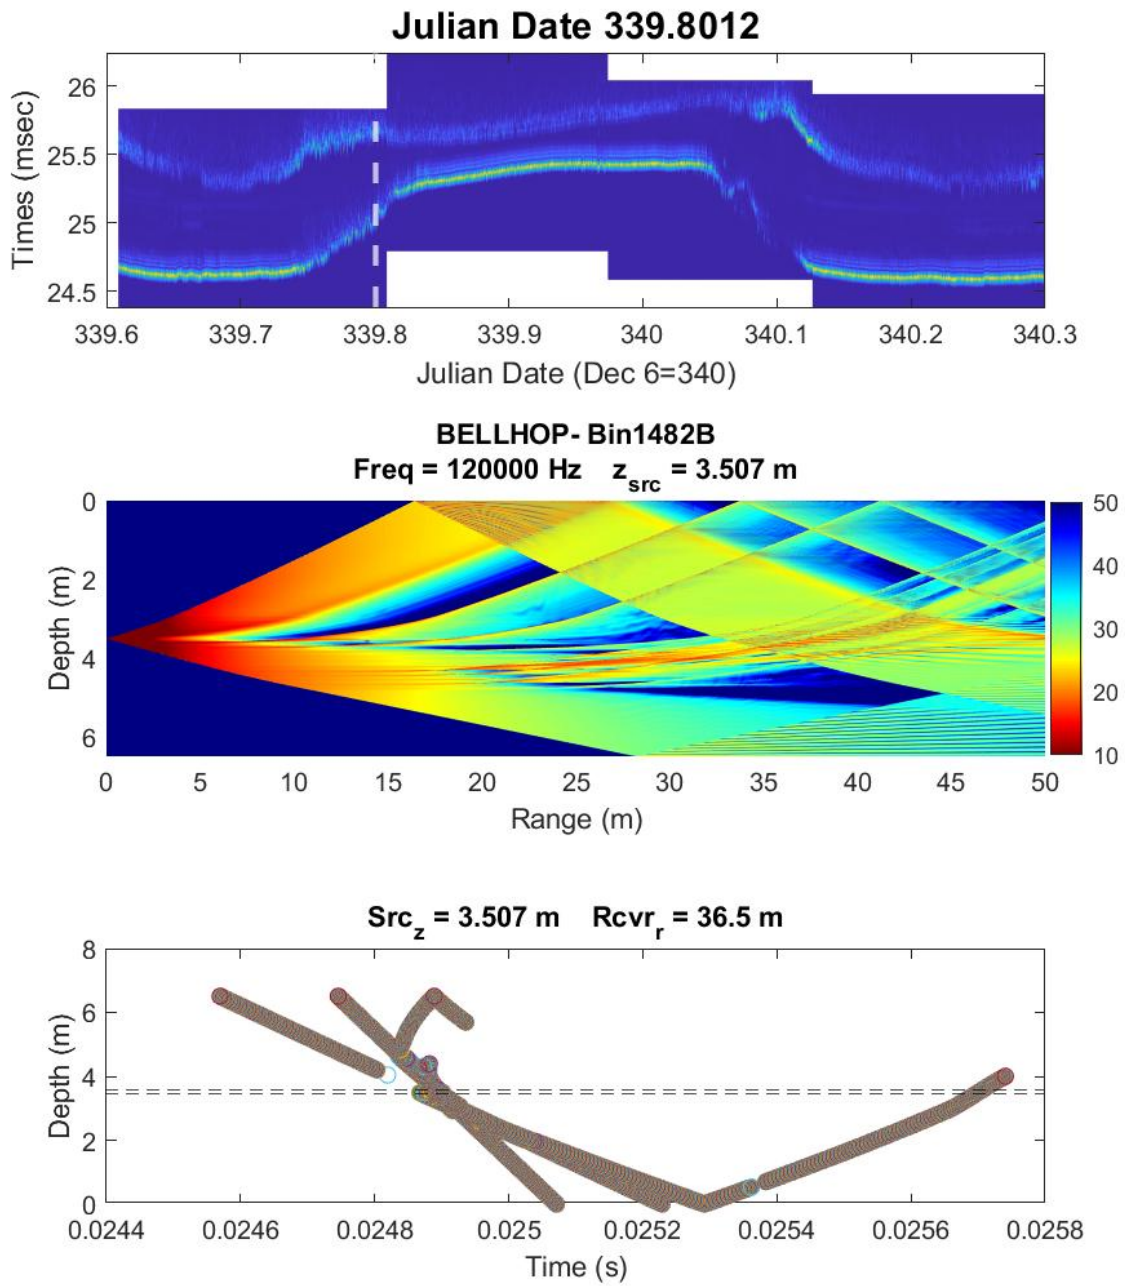 Julian Date 339.8012
26
25.5
25
24.5
Times (msec)
339.6 339.7 339.8 339.9 340 340.1 340.2 340.3
Julian Date (Dec 6=340)
BELLHOP- Bin1482B
Freq = 120000 Hz z_src = 3.507 m
0
2
4
6
Depth (m)
50
40
30
20
10
0 5 10 15 20 25 30 35 40 45 50
Range (m)
Src_z = 3.507 m Rcvr_r = 36.5 m
8
6
4
2
0
Depth (m)
0.0244 0.0246 0.0248 0.025 0.0252 0.0254 0.0256 0.0258
Time (s)